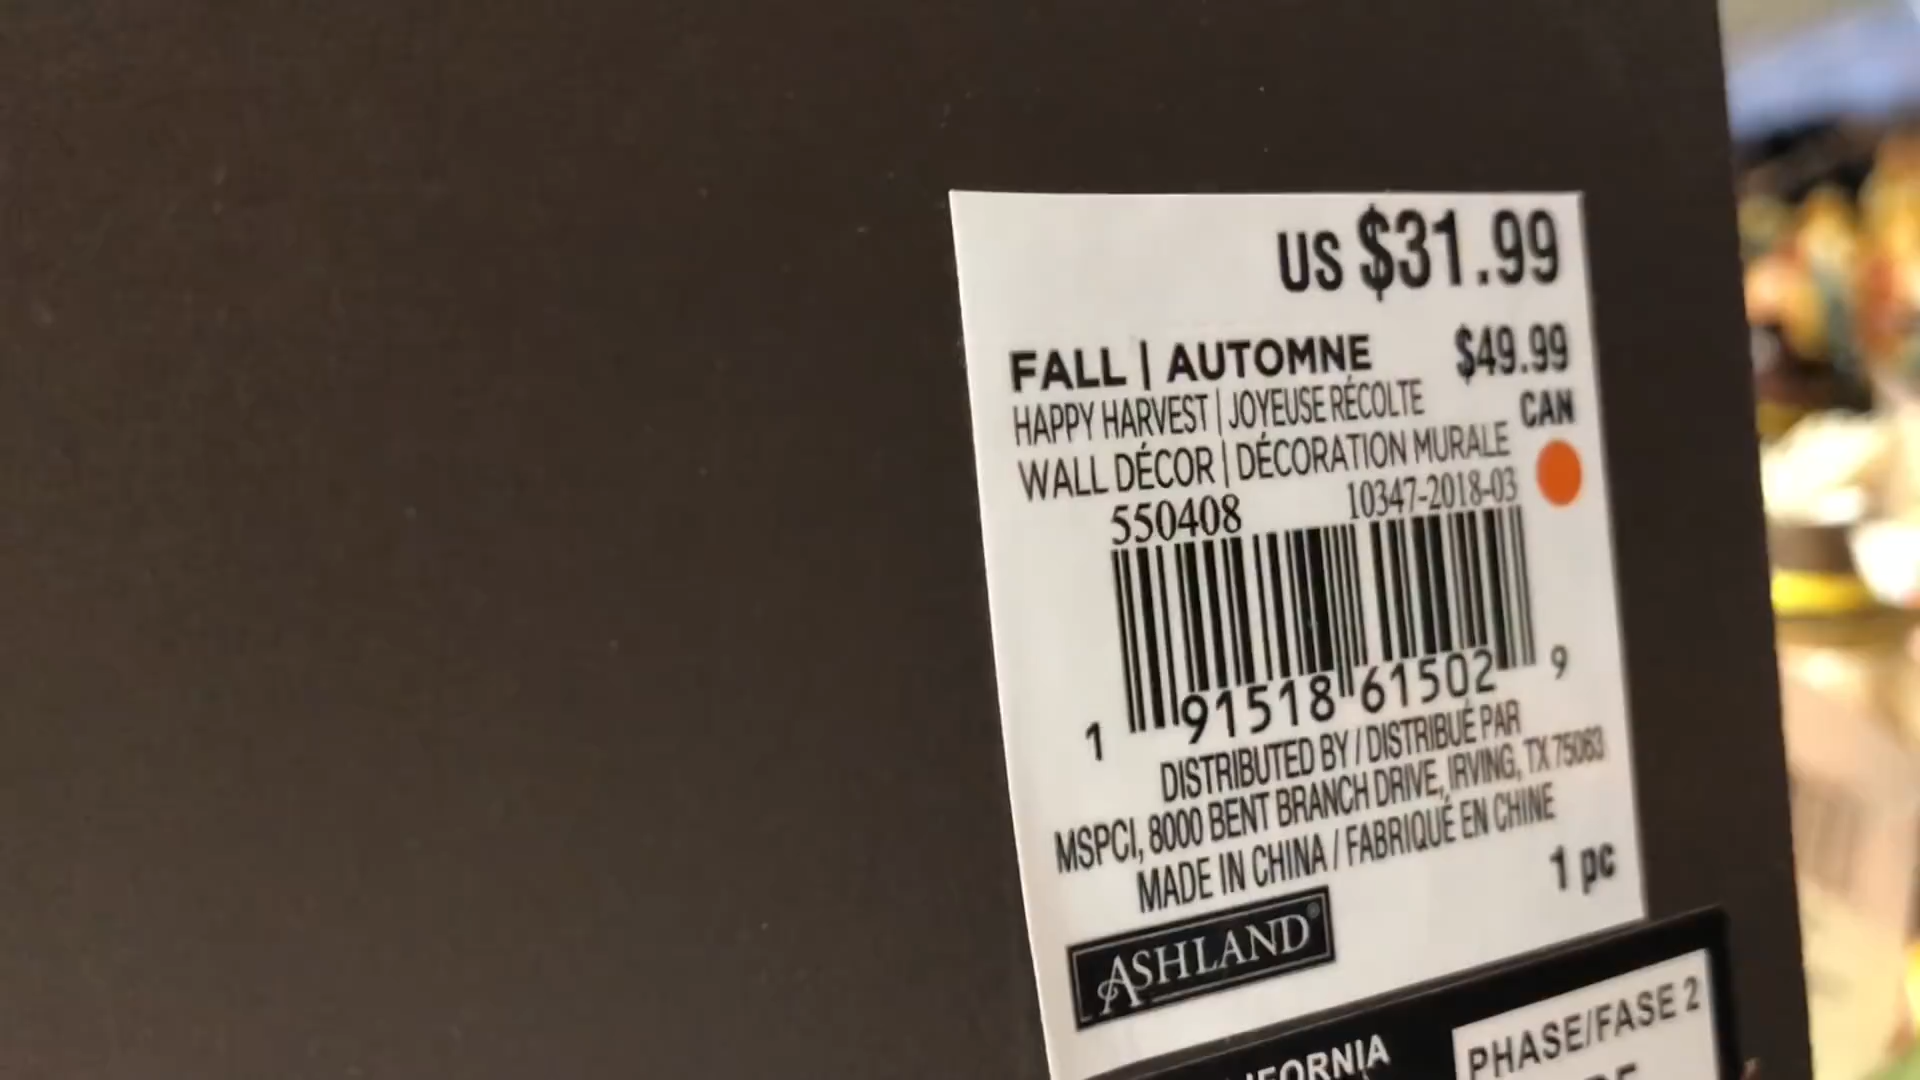 US $31.99
FALL | AUTOMNE $49.99
HAPPY HARVEST | JOYEUSE RÉCOLTE CAN
WALL DÉCOR | DÉCORATION MURALE
550408 10347-2018-03
1 91518 61502 9
DISTRIBUTED BY / DISTRIBUÉ PAR
MSPCI, 8000 BENT BRANCH DRIVE, IRVING, TX 75063
MADE IN CHINA / FABRIQUÉ EN CHINE
1 pc
ASHLAND®
PHASE/FASE 2